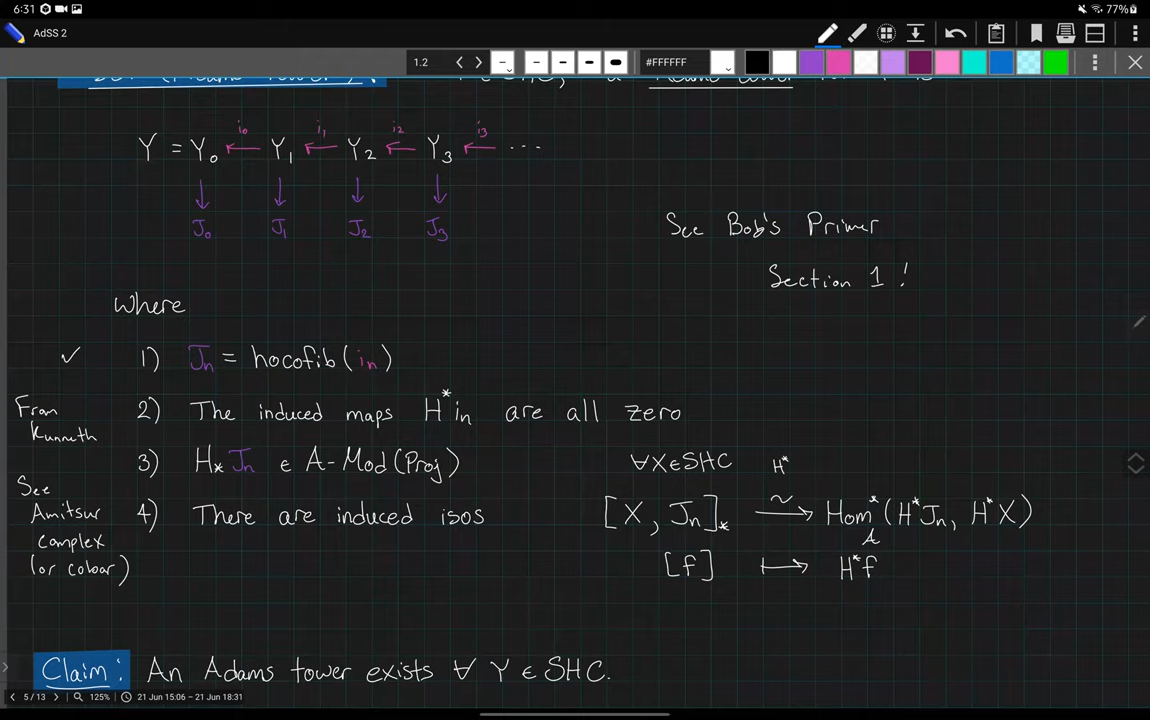 6:31 77%
AdSS 2
1.2 #FFFFFF
Y = Y₀ ← i₀ Y₁ ← i₁ Y₂ ← i₂ Y₃ ← i₃ ⋯
↓ ↓ ↓ ↓
J₀ J₁ J₂ J₃
See Bob's Primer
Section 1 !
Where
✓ 1) Jn = hocofib(in)
From Kunneth 2) The induced maps H*in are all zero
3) H* Jn ∈ A-Mod(Proj)
∀X∈SHC H*
See Amitsur complex (or cobar) 4) There are induced isos [X, Jn]* ⟶~ Hom*_A(H*Jn, H*X)
[f] ⟼ H*f
Claim: An Adams tower exists ∀ Y ∈ SHC.
5/13 125% 21 Jun 15:06 – 21 Jun 18:31